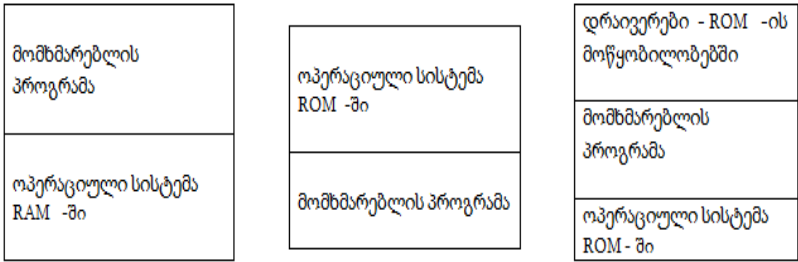 მომხმარებლის
პროგრამა
ოპერაციული სისტემა
RAM -ში
ოპერაციული სისტემა
ROM -ში
მომხმარებლის პროგრამა
დრაივერები - ROM -ის
მოწყობილობებში
მომხმარებლის
პროგრამა
ოპერაციული სისტემა
ROM - ში